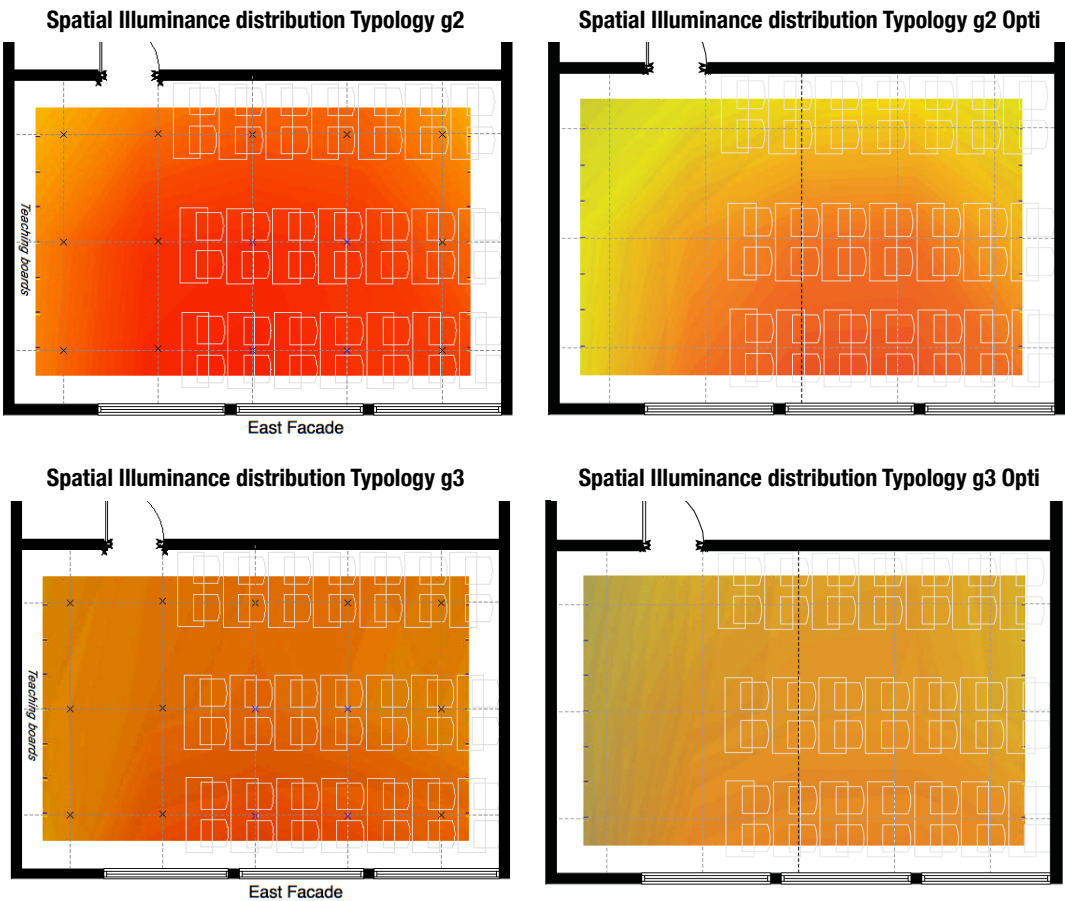 Spatial Illuminance distribution Typology g2
Spatial Illuminance distribution Typology g2 Opti
Teaching boards
East Facade
Spatial Illuminance distribution Typology g3
Spatial Illuminance distribution Typology g3 Opti
Teaching boards
East Facade